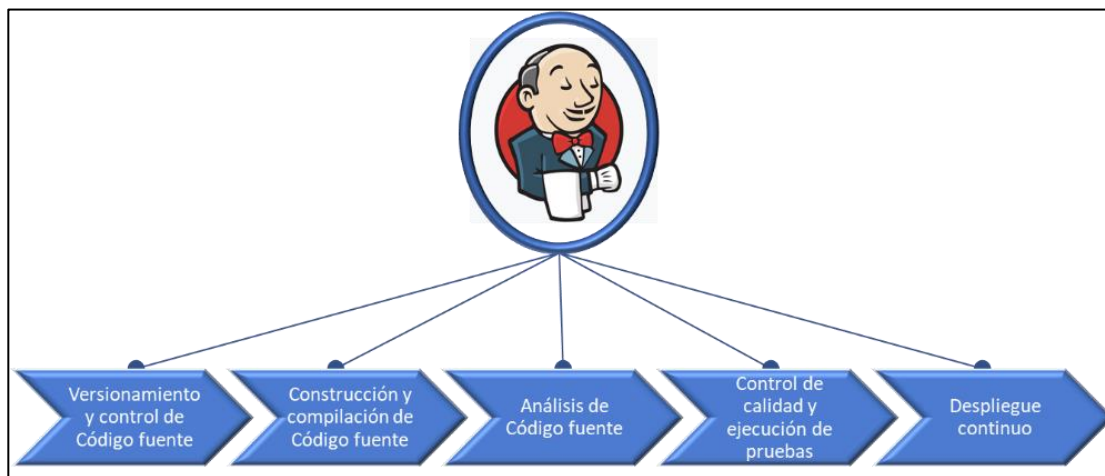 Versionamiento
y control de
Código fuente
Construcción y
compilación de
Código fuente
Análisis de
Código fuente
Control de
calidad y
ejecución de
pruebas
Despliegue
continuo